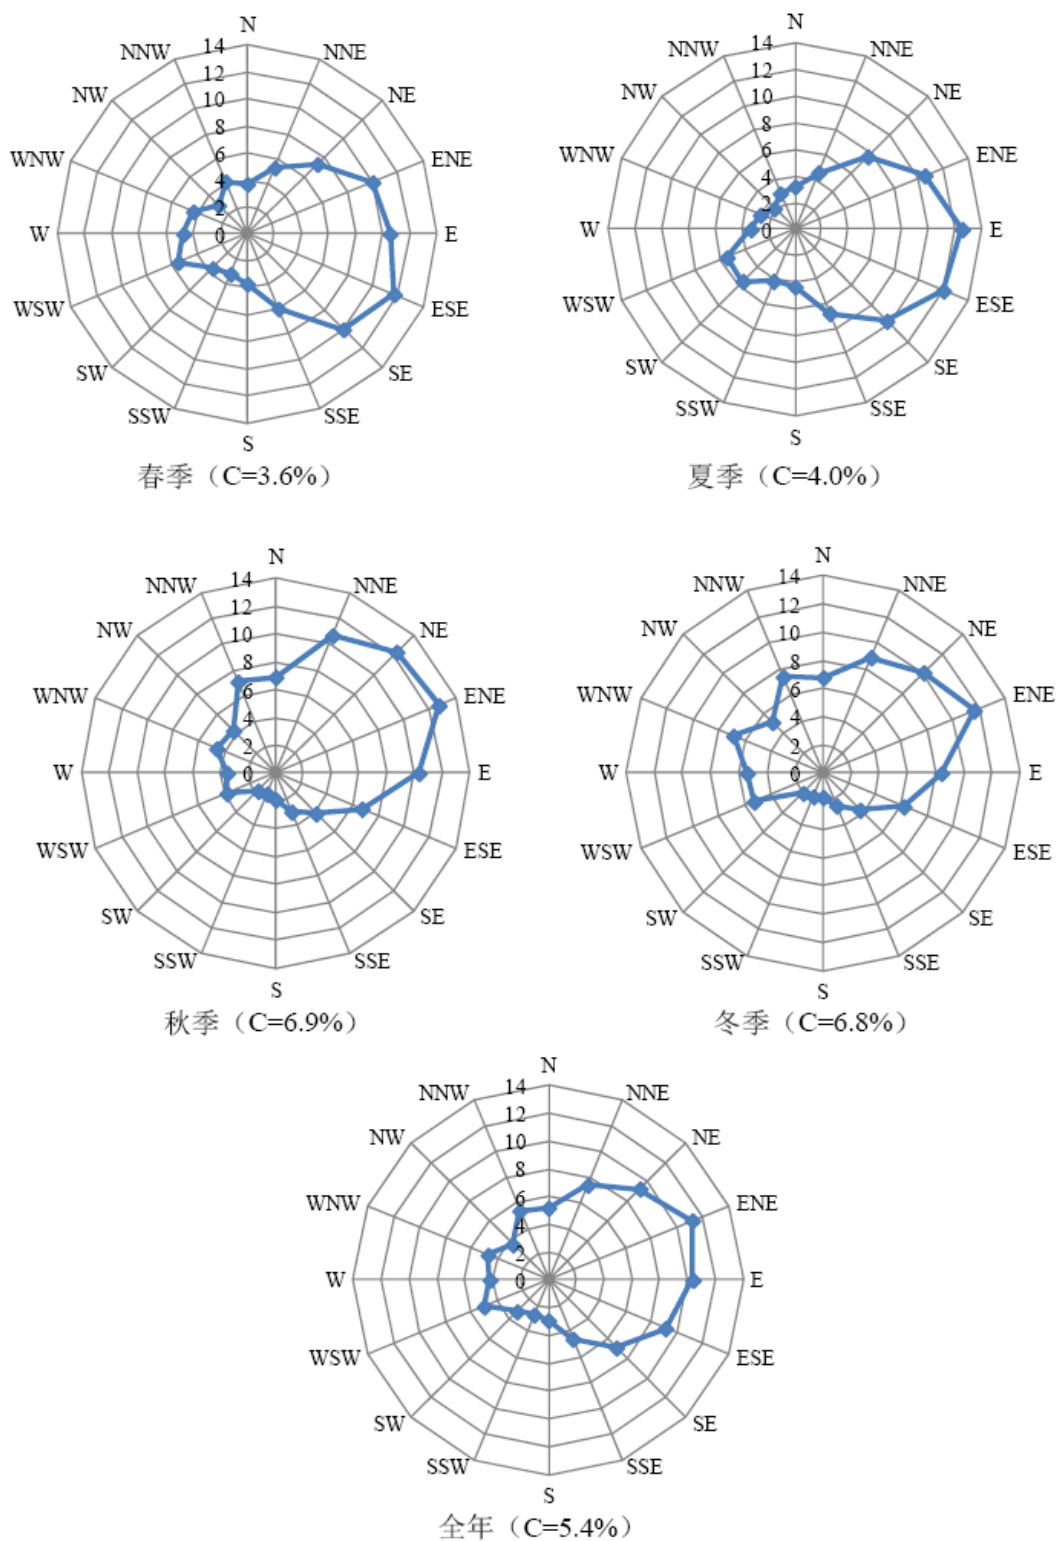 N
NNW 14 NNE
NW 12 NE
10
8
WNW 6 ENE
4
2
W 0 E
WSW ESE
SW SE
SSW SSE
S
春季（C=3.6%）
N
NNW 14 NNE
NW 12 NE
10
8
WNW 6 ENE
4
2
W 0 E
WSW ESE
SW SE
SSW SSE
S
夏季（C=4.0%）
N
NNW 14 NNE
NW 12 NE
10
8
WNW 6 ENE
4
2
W 0 E
WSW ESE
SW SE
SSW SSE
S
秋季（C=6.9%）
N
NNW 14 NNE
NW 12 NE
10
8
WNW 6 ENE
4
2
W 0 E
WSW ESE
SW SE
SSW SSE
S
冬季（C=6.8%）
N
NNW 14 NNE
NW 12 NE
10
8
WNW 6 ENE
4
2
W 0 E
WSW ESE
SW SE
SSW SSE
S
全年（C=5.4%）